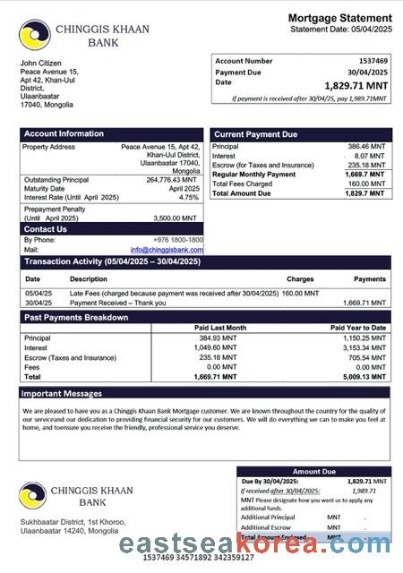 CHINGGIS KHAAN
BANK
Mortgage Statement
Statement Date: 05/04/2025
John Citizen
Peace Avenue 15,
Apt 42, Khan-Uul
District,
Ulaanbaatar
17040, Mongolia
Account Number 1537469
Payment Due 30/04/2025
Date 1,829.71 MNT
If payment is received after 30/04/25, pay 1,989.71MNT
Account Information
Property Address Peace Avenue 15, Apt 42,
Khan-Uul District,
Ulaanbaatar 17040,
Mongolia
Outstanding Principal 264,776.43 MNT
Maturity Date April 2025
Interest Rate (Until April 2025) 4.75%
Prepayment Penalty
(Until April 2025) 3,500.00 MNT
Contact Us
By Phone: +976 1800-1800
Mail: info@chinggisbank.com
Current Payment Due
Principal 386.46 MNT
Interest 8.07 MNT
Escrow (for Taxes and Insurance) 235.18 MNT
Regular Monthly Payment 1,669.7 MNT
Total Fees Charged 160.00 MNT
Total Amount Due 1,829.7 MNT
Transaction Activity (05/04/2025 – 30/04/2025)
Date Description Charges Payments
05/04/25 Late Fees (charged because payment was received after 30/04/2025) 160.00 MNT
30/04/25 Payment Received – Thank you 1,669.71 MNT
Past Payments Breakdown
Paid Last Month Paid Year to Date
Principal 384.93 MNT 1,150.25 MNT
Interest 1,049.60 MNT 3,153.34 MNT
Escrow (Taxes and Insurance) 235.18 MNT 705.54 MNT
Fees 0.00 MNT 0.00 MNT
Total 1,669.71 MNT 5,009.13 MNT
Important Messages
We are pleased to have you as a Chinggis Khaan Bank Mortgage customer. We are known throughout the country for the quality of
our serviceand our dedication to providing financial security for our customers. We will do everything we can to make you feel at
home, and toensure you receive the friendly, professional service you deserve.
CHINGGIS KHAAN
BANK
Sukhbaatar District, 1st Khoroo,
Ulaanbaatar 14240, Mongolia
Amount Due
Due By 30/04/2025: 1,829.71 MNT
If received after 30/04/2025: 1,989.71
MNT Please designate how you want us to apply any
additional funds.
Additional Principal MNT
Additional Escrow MNT
Total Amount Enclosed MNT
eastseakorea.com
1537469 34571892 342359127